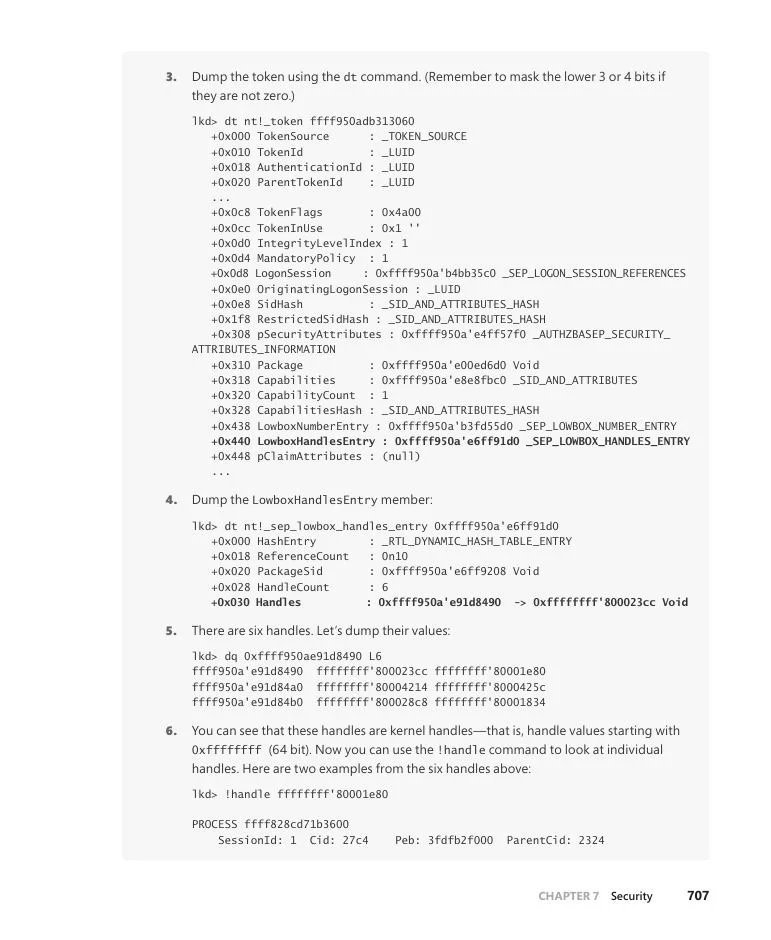 3. Dump the token using the dt command. (Remember to mask the lower 3 or 4 bits if
they are not zero.)
lkd> dt nt!_token ffff950adb313060
+0x000 TokenSource : _TOKEN_SOURCE
+0x010 TokenId : _LUID
+0x018 AuthenticationId : _LUID
+0x020 ParentTokenId : _LUID
...
+0x0c8 TokenFlags : 0x4a00
+0x0cc TokenInUse : 0x1 ''
+0x0d0 IntegrityLevelIndex : 1
+0x0d4 MandatoryPolicy : 1
+0x0d8 LogonSession : 0xffff950a'b4bb35c0 _SEP_LOGON_SESSION_REFERENCES
+0x0e0 OriginatingLogonSession : _LUID
+0x0e8 SidHash : _SID_AND_ATTRIBUTES_HASH
+0x1f8 RestrictedSidHash : _SID_AND_ATTRIBUTES_HASH
+0x308 pSecurityAttributes : 0xffff950a'e4ff57f0 _AUTHZBASEP_SECURITY_
ATTRIBUTES_INFORMATION
+0x310 Package : 0xffff950a'e00ed6d0 Void
+0x318 Capabilities : 0xffff950a'e8e8fbc0 _SID_AND_ATTRIBUTES
+0x320 CapabilityCount : 1
+0x328 CapabilitiesHash : _SID_AND_ATTRIBUTES_HASH
+0x438 LowboxNumberEntry : 0xffff950a'b3fd55d0 _SEP_LOWBOX_NUMBER_ENTRY
+0x440 LowboxHandlesEntry : 0xffff950a'e6ff91d0 _SEP_LOWBOX_HANDLES_ENTRY
+0x448 pClaimAttributes : (null)
...
4. Dump the LowboxHandlesEntry member:
lkd> dt nt!_sep_lowbox_handles_entry 0xffff950a'e6ff91d0
+0x000 HashEntry : _RTL_DYNAMIC_HASH_TABLE_ENTRY
+0x018 ReferenceCount : 0n10
+0x020 PackageSid : 0xffff950a'e6ff9208 Void
+0x028 HandleCount : 6
+0x030 Handles : 0xffff950a'e91d8490 -> 0xffffffff'800023cc Void
5. There are six handles. Let's dump their values:
lkd> dq 0xffff950ae91d8490 L6
ffff950a'e91d8490 ffffffff'800023cc ffffffff'80001e80
ffff950a'e91d84a0 ffffffff'80004214 ffffffff'8000425c
ffff950a'e91d84b0 ffffffff'800028c8 ffffffff'80001834
6. You can see that these handles are kernel handles—that is, handle values starting with
0xffffffff (64 bit). Now you can use the !handle command to look at individual
handles. Here are two examples from the six handles above:
lkd> !handle ffffffff'80001e80
PROCESS ffff828cd71b3600
SessionId: 1 Cid: 27c4 Peb: 3fdfb2f000 ParentCid: 2324
CHAPTER 7 Security 707